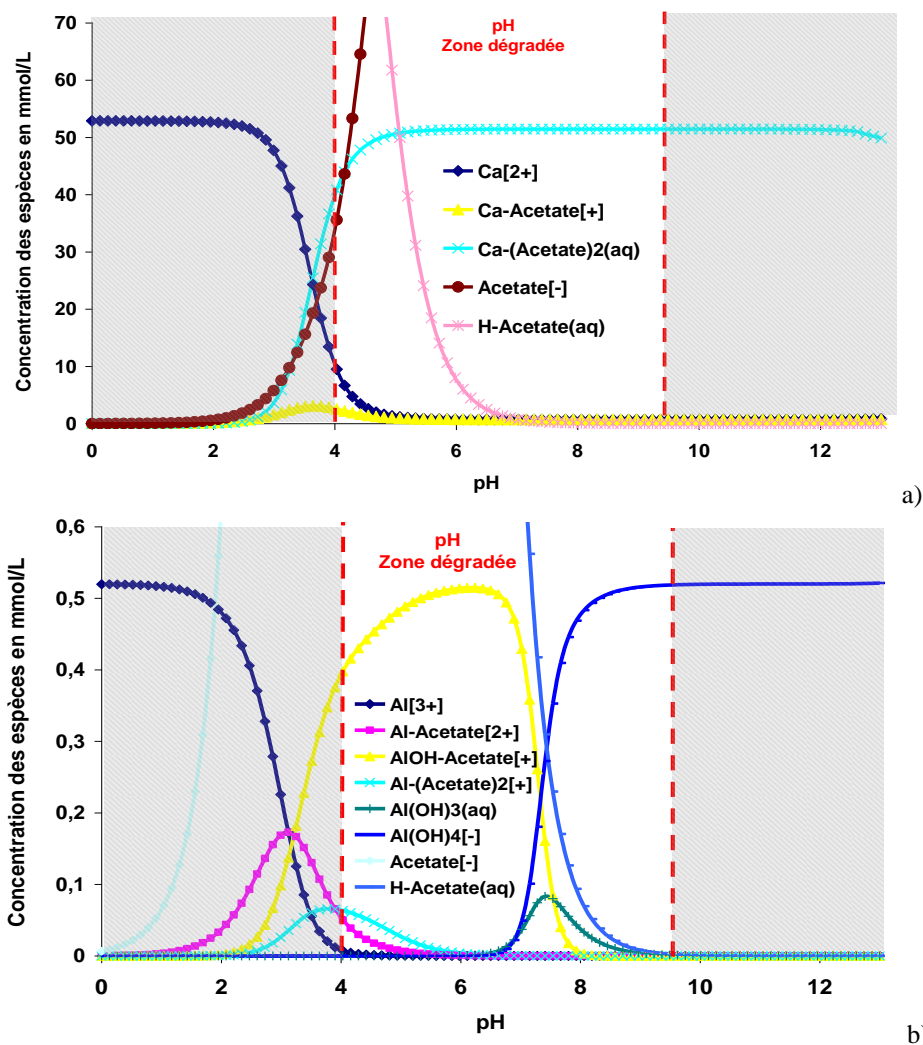 pH
Zone dégradée
Concentration des espèces en mmol/L
70
60
50
40
30
20
10
0
Ca[2+]
Ca-Acetate[+]
Ca-(Acetate)2(aq)
Acetate[-]
H-Acetate(aq)
0 2 4 6 8 10 12
pH
a)
pH
Zone dégradée
Concentration des espèces en mmol/L
0,6
0,5
0,4
0,3
0,2
0,1
0
Al[3+]
Al-Acetate[2+]
AlOH-Acetate[+]
Al-(Acetate)2[+]
Al(OH)3(aq)
Al(OH)4[-]
Acetate[-]
H-Acetate(aq)
0 2 4 6 8 10 12
pH
b)